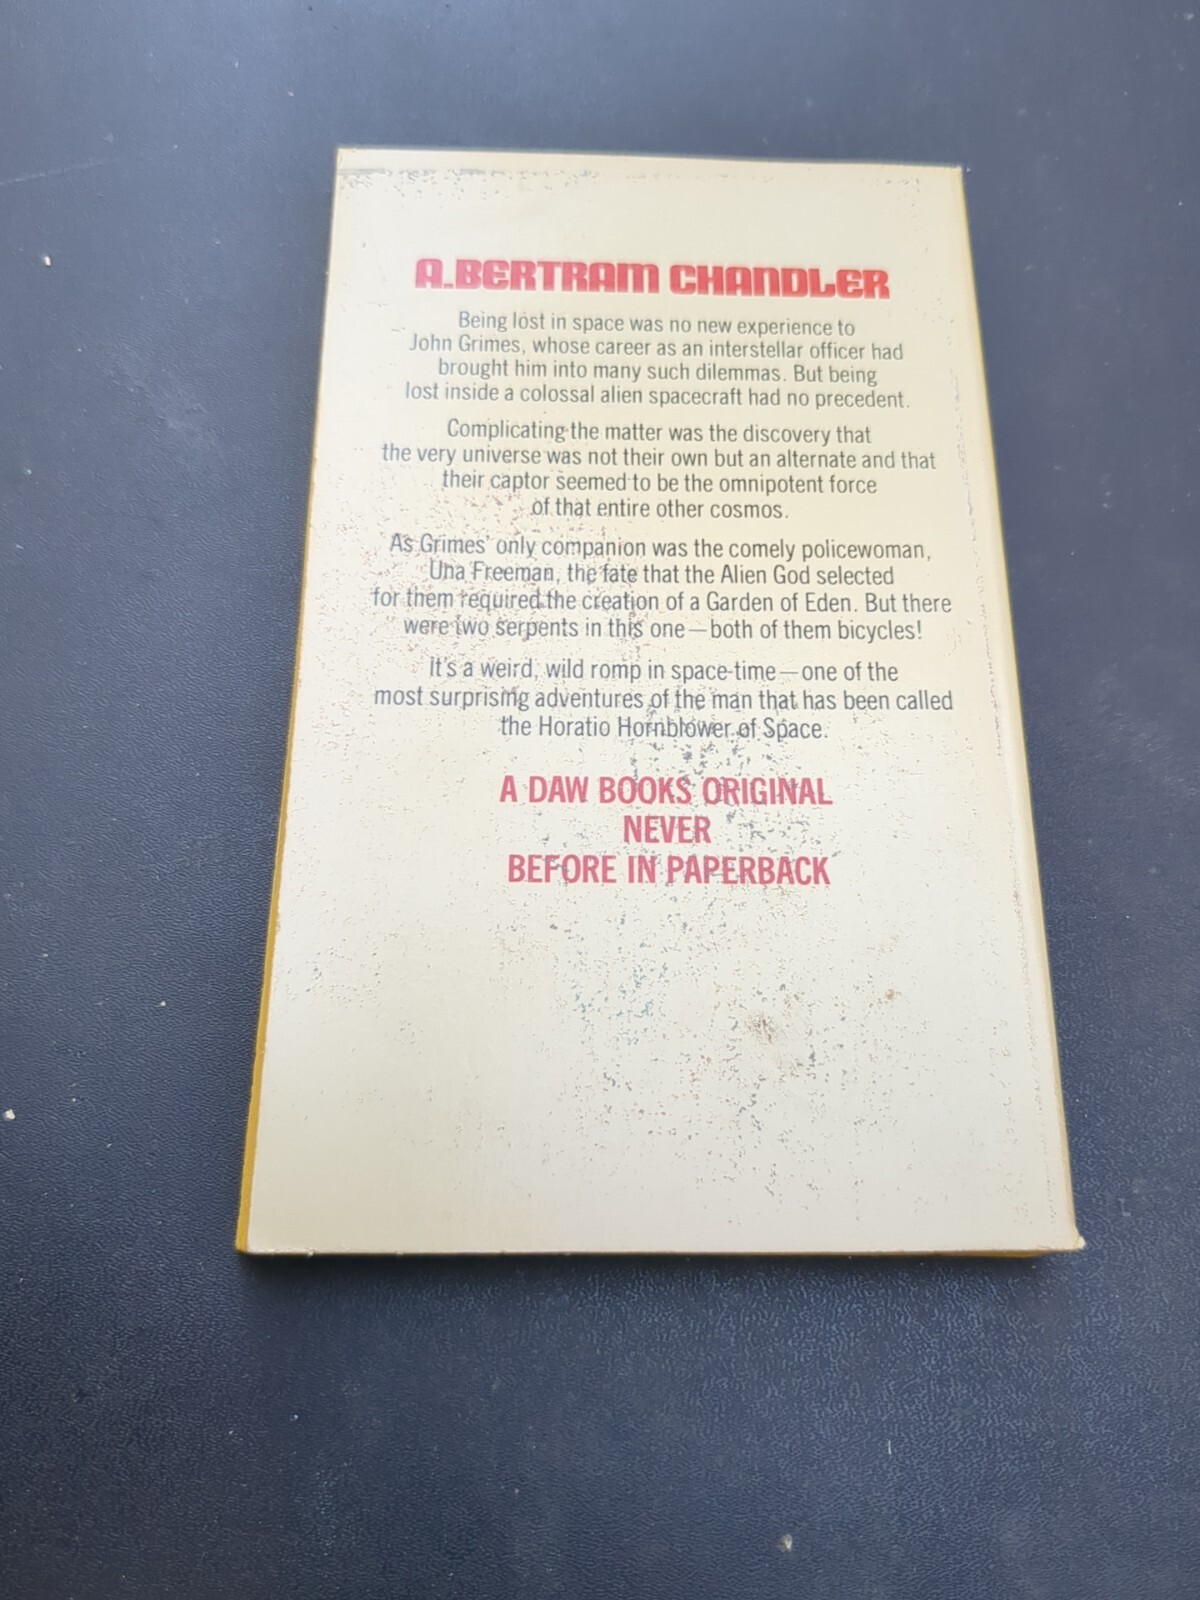 A. BERTRAM CHANDLER
Being lost in space was no new experience to
John Grimes, whose career as an interstellar officer had
brought him into many such dilemmas. But being
lost inside a colossal alien spacecraft had no precedent.
Complicating the matter was the discovery that
the very universe was not their own but an alternate and that
their captor seemed to be the omnipotent force
of that entire other cosmos.
As Grimes' only companion was the comely policewoman,
Una Freeman, the fate that the Alien God selected
for them required the creation of a Garden of Eden. But there
were two serpents in this one—both of them bicycles!
It's a weird, wild romp in space-time—one of the
most surprising adventures of the man that has been called
the Horatio Hornblower of Space.
A DAW BOOKS ORIGINAL
NEVER
BEFORE IN PAPERBACK